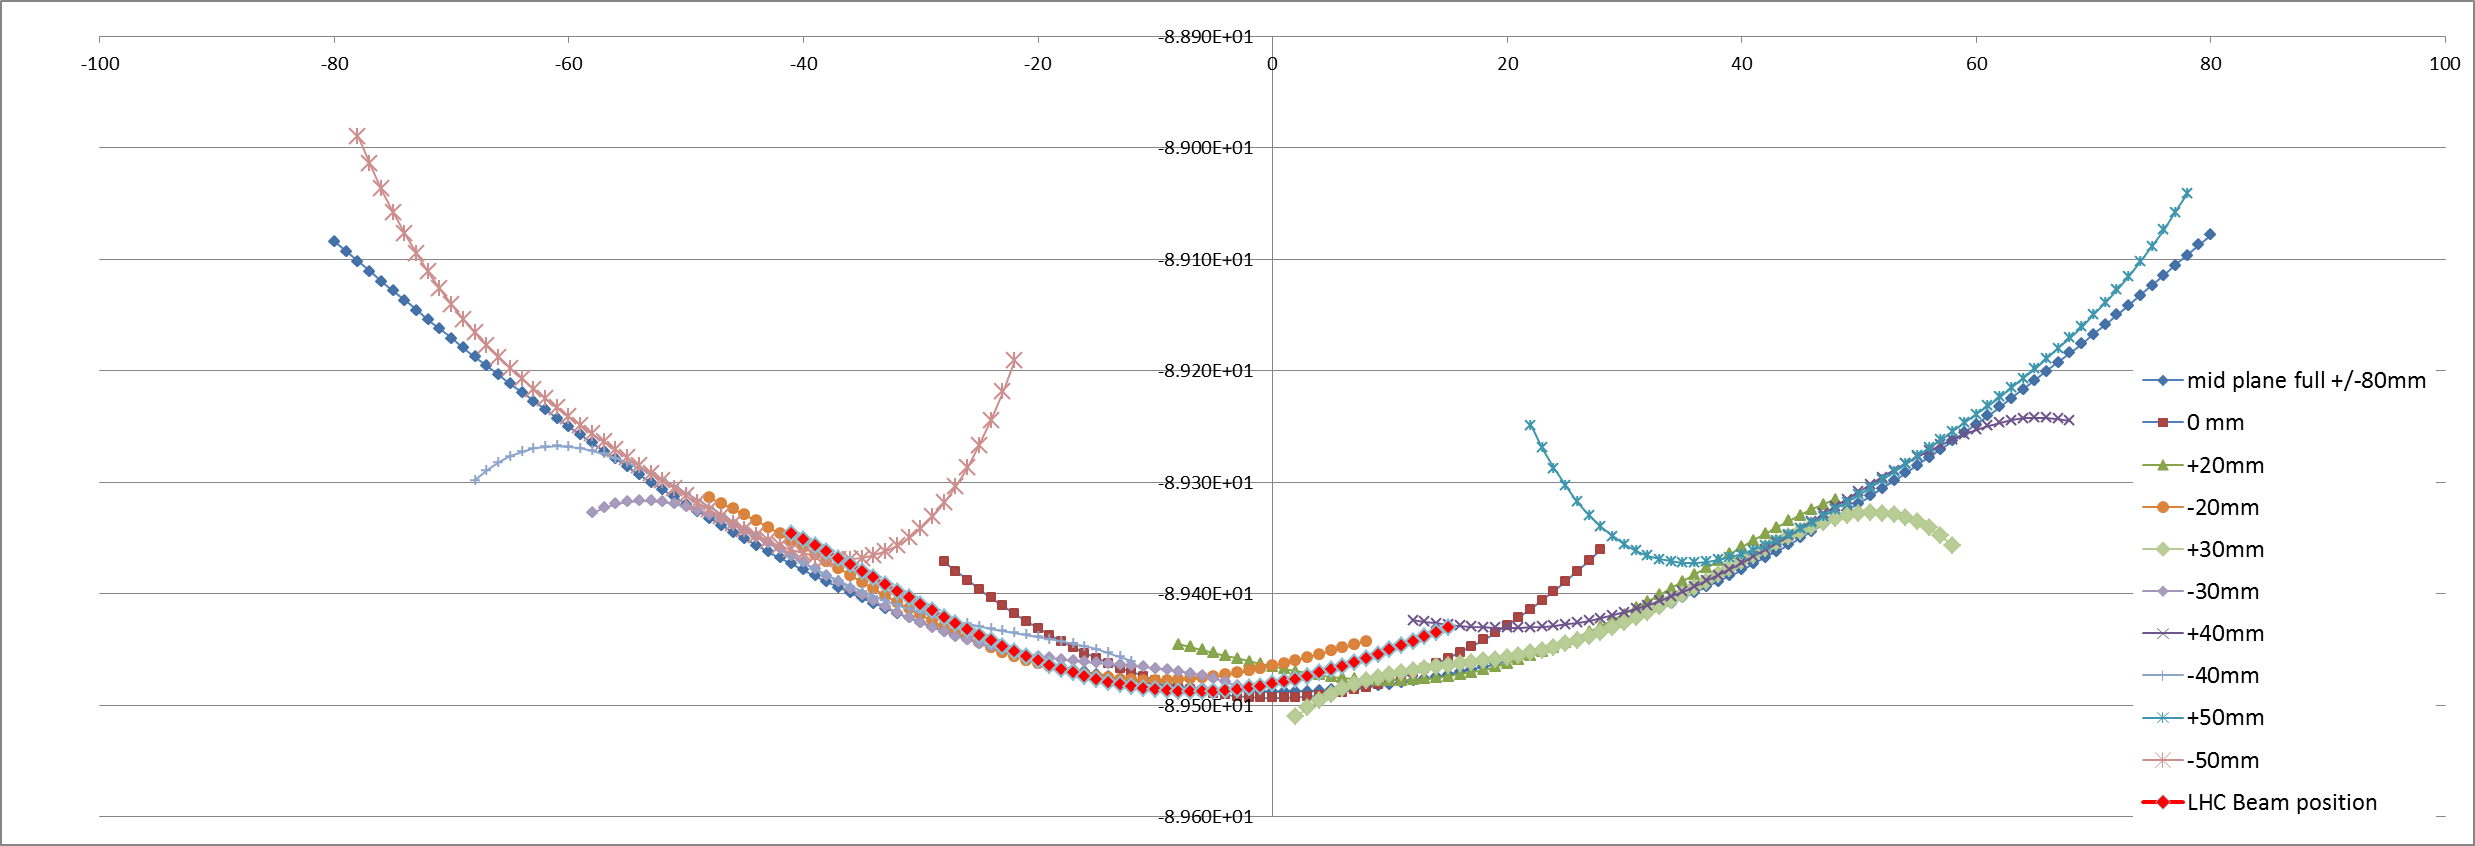 -8.890E+01
-100 -80 -60 -40 -20 0 20 40 60 80 100
-8.900E+01
-8.910E+01
-8.920E+01
mid plane full +/-80mm
0 mm
+20mm
-8.930E+01
-20mm
+30mm
-8.940E+01
-30mm
+40mm
-40mm
-8.950E+01
+50mm
-50mm
LHC Beam position
-8.960E+01